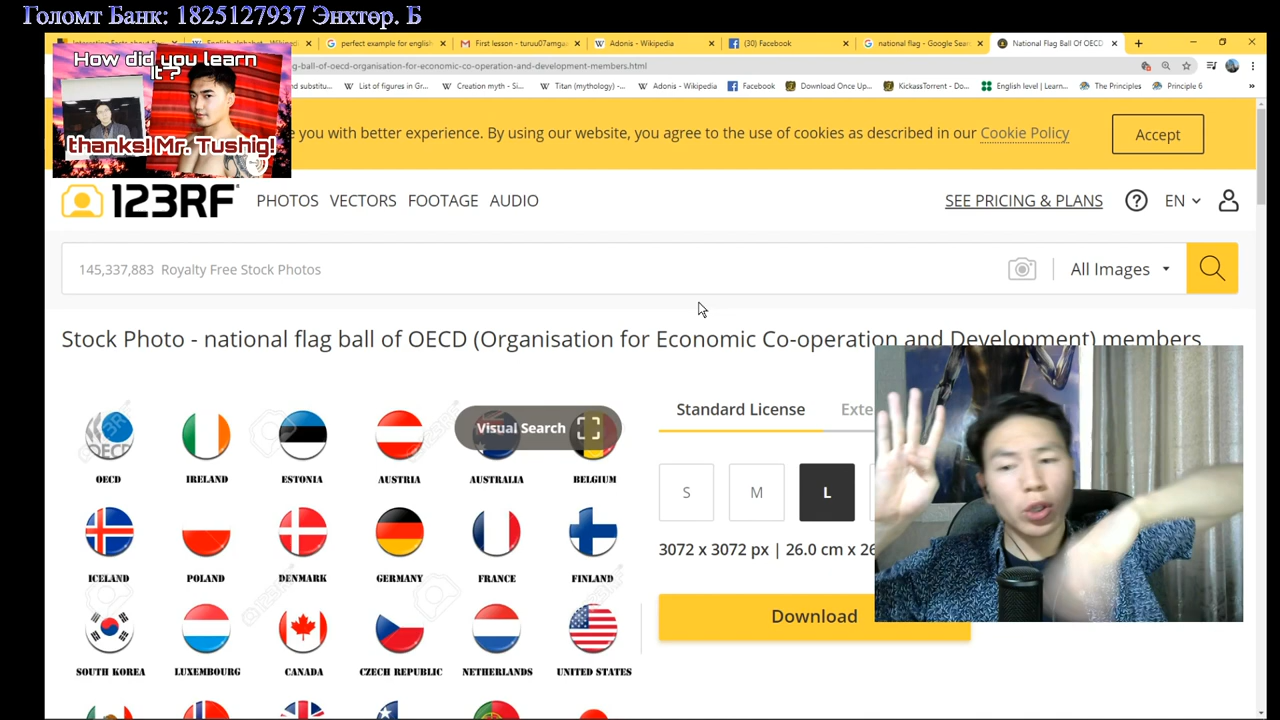 Голомт Банк: 1825127937 Энхтөр. Б
perfect example for english
First lesson - turuu07amga
Adonis - Wikipedia
(30) Facebook
national flag - Google Sear
National Flag Ball Of OECD
g-ball-of-oecd-organisation-for-economic-co-operation-and-development-members.html
List of figures in Gr
Creation myth - Si
Titan (mythology)
Adonis - Wikipedia
Facebook
Download Once Up...
KickassTorrent - Do...
English level | Learn...
The Principles
Principle 6
How did you learn
It ?
thanks! Mr. Tushig!
you with better experience. By using our website, you agree to the use of cookies as described in our Cookie Policy
Accept
123RF
PHOTOS VECTORS FOOTAGE AUDIO
SEE PRICING & PLANS
EN
145,337,883 Royalty Free Stock Photos
All Images
Stock Photo - national flag ball of OECD (Organisation for Economic Co-operation and Development) members
Visual Search
Standard License
Exte
OECD IRELAND ESTONIA AUSTRIA AUSTRALIA BELGIUM
S M L
3072 x 3072 px | 26.0 cm x 26
ICELAND POLAND DENMARK GERMANY FRANCE FINLAND
Download
SOUTH KOREA LUXEMBOURG CANADA CZECH REPUBLIC NETHERLANDS UNITED STATES